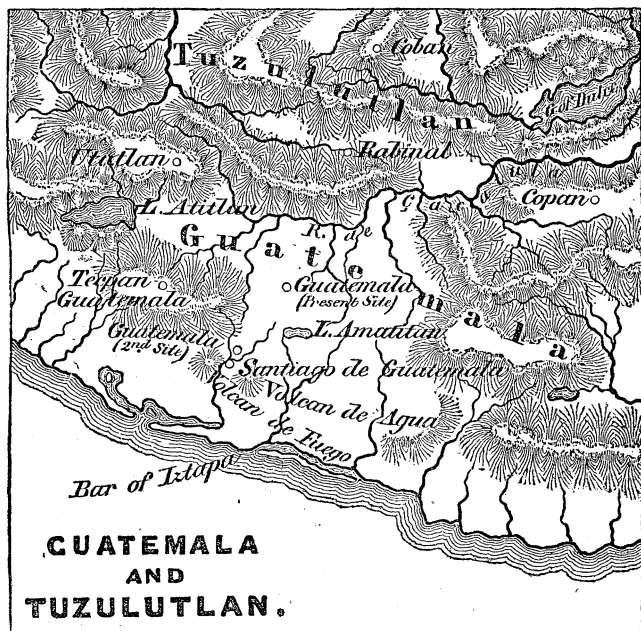 Coban
Tuzulutlan
Rabinal
Utatlan
Copan
L. Atitlan
R. de
Guatemala
Tecpan
Guatemala
Guatemala
(Present Site)
Guatemala
(2nd Site)
L. Amatitan
Santiago de Guatemala
Volcan de Agua
Volcan de Fuego
Bar of Iztapa
GUATEMALA
AND
TUZULUTLAN.